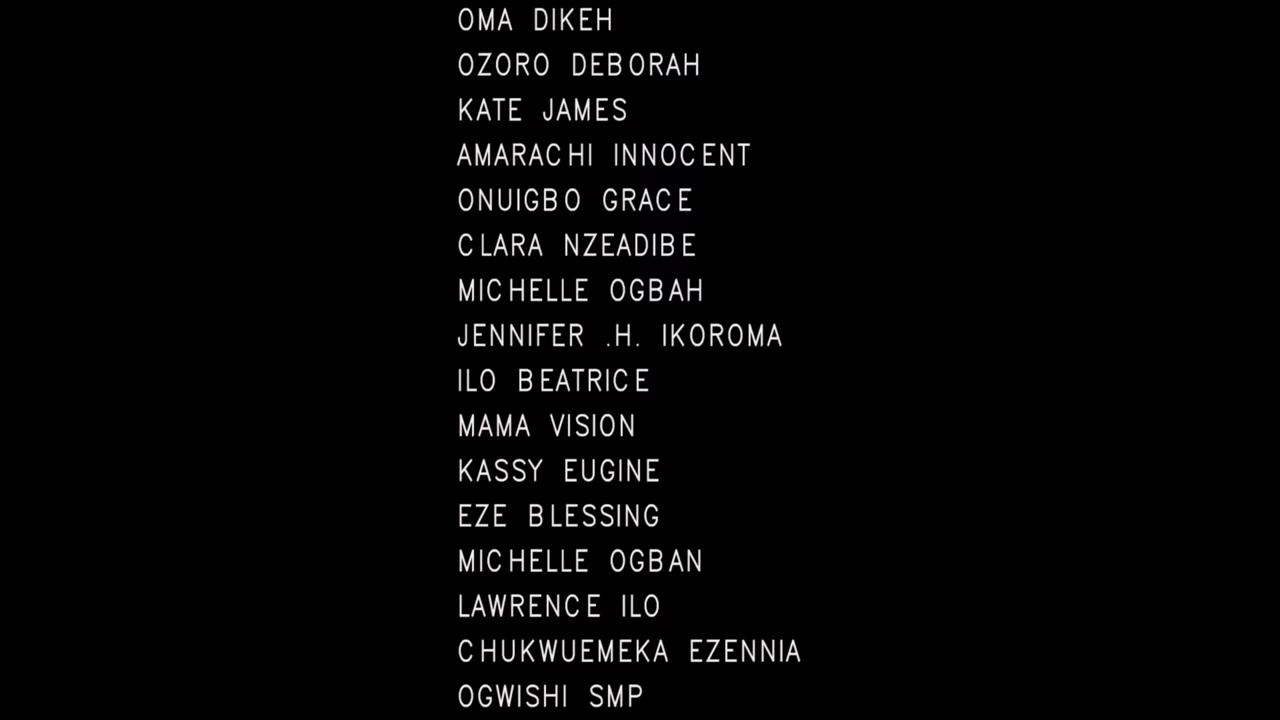 OMA DIKEH
OZORO DEBORAH
KATE JAMES
AMARACHI INNOCENT
ONUIGBO GRACE
CLARA NZEADIBE
MICHELLE OGBAH
JENNIFER .H. IKOROMA
ILO BEATRICE
MAMA VISION
KASSY EUGINE
EZE BLESSING
MICHELLE OGBAN
LAWRENCE ILO
CHUKWUEMEKA EZENNIA
OGWISHI SMP